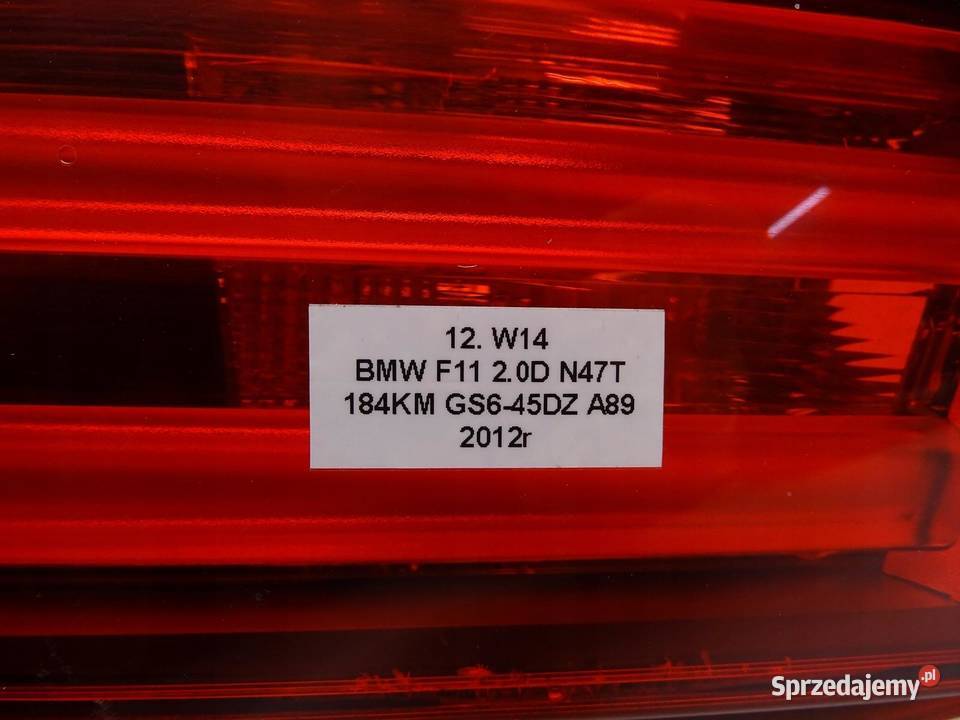 12. W14
BMW F11 2.0D N47T
184KM GS6-45DZ A89
2012r
Sprzedajemy.pl